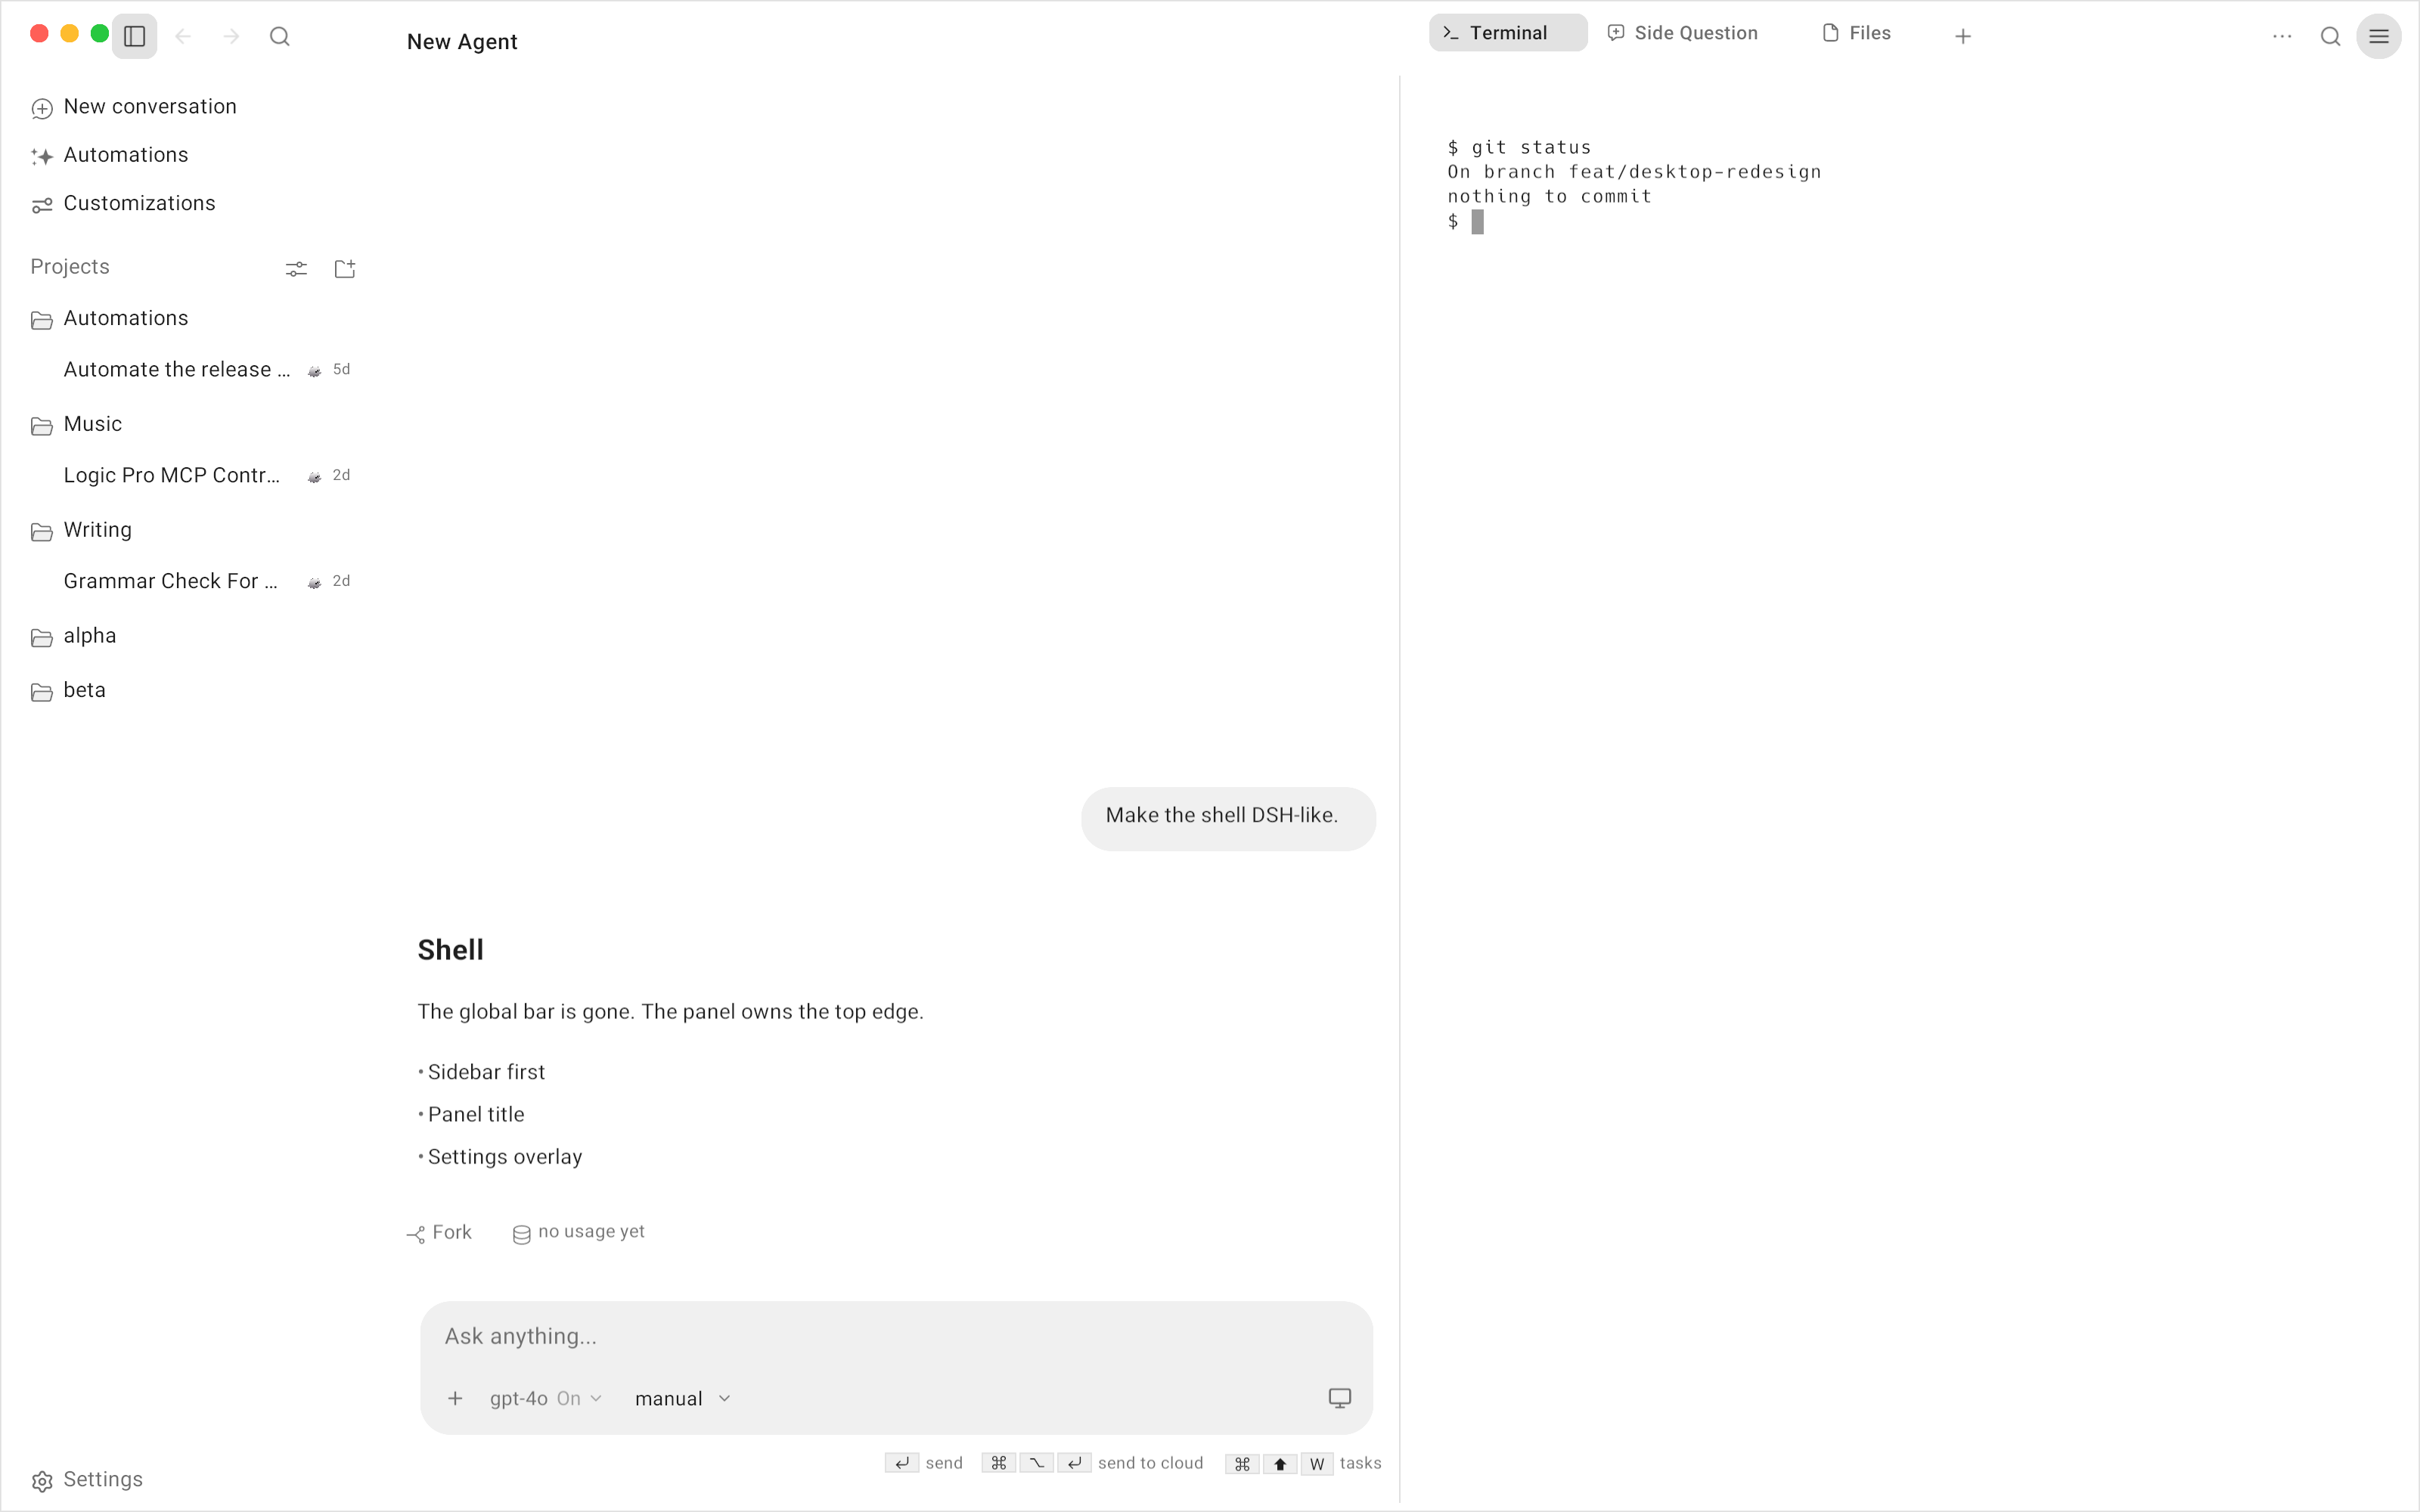 New Agent
Terminal
Side Question
Files
New conversation
Automations
Customizations
Projects
Automations
Automate the release ... 5d
Music
Logic Pro MCP Contr... 2d
Writing
Grammar Check For ... 2d
alpha
beta
Settings
Make the shell DSH-like.
Shell
The global bar is gone. The panel owns the top edge.
• Sidebar first
• Panel title
• Settings overlay
Fork no usage yet
Ask anything...
gpt-4o On manual
send ⌘ ⌥ send to cloud ⌘ W tasks
$ git status
On branch feat/desktop-redesign
nothing to commit
$